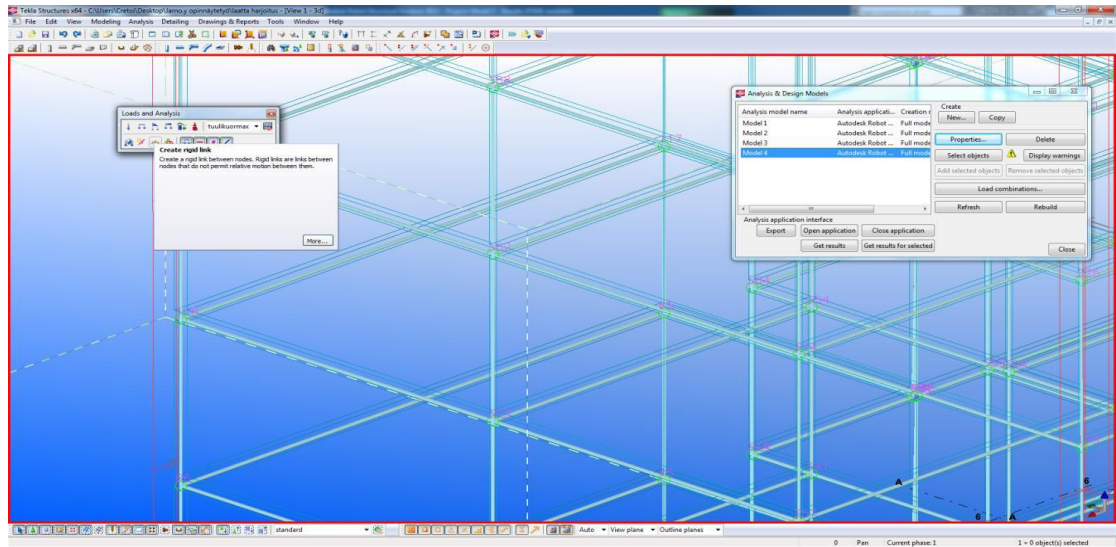 Tekla Structures x64 - C:\Users\Cretol\Desktop\Jarno.y opinnäytetyö\laatta harjoitus - [View 1 - 3d]
File Edit View Modeling Analysis Detailing Drawings & Reports Tools Window Help
Loads and Analysis
tuulikuormax
Create rigid link
Create a rigid link between nodes. Rigid links are links between
nodes that do not permit relative motion between them.
More...
Analysis & Design Models
Analysis model name Analysis applicati... Creation
Model 1 Autodesk Robot ... Full mode
Model 2 Autodesk Robot ... Full mode
Model 3 Autodesk Robot ... Full mode
Model 4 Autodesk Robot ... Full mode
Create
New... Copy
Properties... Delete
Select objects Display warnings
Add selected objects Remove selected objects
Load combinations...
Refresh Rebuild
Analysis application interface
Export Open application Close application
Get results Get results for selected
Close
A 6
6 A
standard Auto View plane Outline planes
0 Pan Current phase: 1 1 + 0 object(s) selected